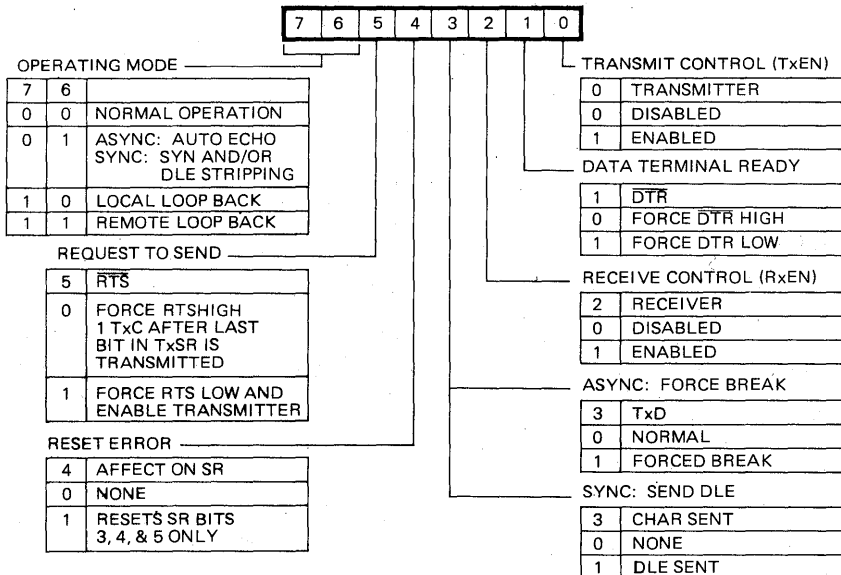 7 6 5 4 3 2 1 0
OPERATING MODE
7 6
0 0 NORMAL OPERATION
0 1 ASYNC: AUTO ECHO
SYNC: SYN AND/OR
DLE STRIPPING
1 0 LOCAL LOOP BACK
1 1 REMOTE LOOP BACK
REQUEST TO SEND
5 R̅T̅S̅
0 FORCE RTSHIGH
1 TxC AFTER LAST
BIT IN TxSR IS
TRANSMITTED
1 FORCE RTS LOW AND
ENABLE TRANSMITTER
RESET ERROR
4 AFFECT ON SR
0 NONE
1 RESETS SR BITS
3, 4, & 5 ONLY
TRANSMIT CONTROL (TxEN)
0 TRANSMITTER
0 DISABLED
1 ENABLED
DATA TERMINAL READY
1 D̅T̅R̅
0 FORCE D̅T̅R̅ HIGH
1 FORCE DTR LOW
RECEIVE CONTROL (RxEN)
2 RECEIVER
0 DISABLED
1 ENABLED
ASYNC: FORCE BREAK
3 TxD
0 NORMAL
1 FORCED BREAK
SYNC: SEND DLE
3 CHAR SENT
0 NONE
1 DLE SENT